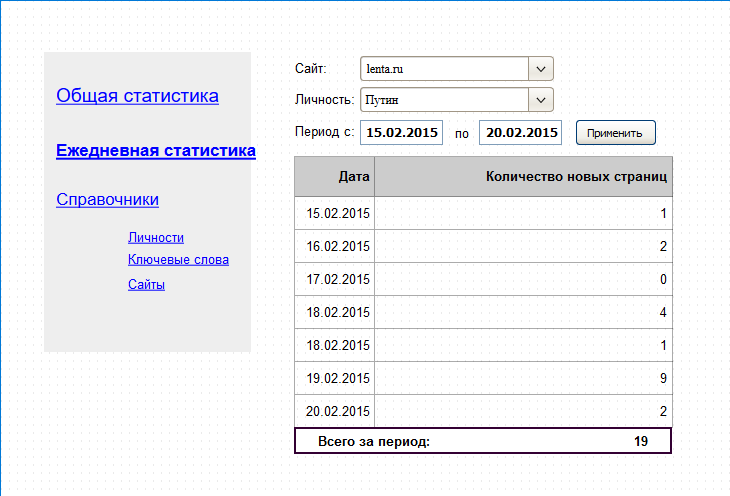 Общая статистика
Ежедневная статистика
Справочники
Личности
Ключевые слова
Сайты
Сайт: lenta.ru
Личность: Путин
Период с: 15.02.2015 по 20.02.2015 Применить
Дата Количество новых страниц
15.02.2015 1
16.02.2015 2
17.02.2015 0
18.02.2015 4
18.02.2015 1
19.02.2015 9
20.02.2015 2
Всего за период: 19